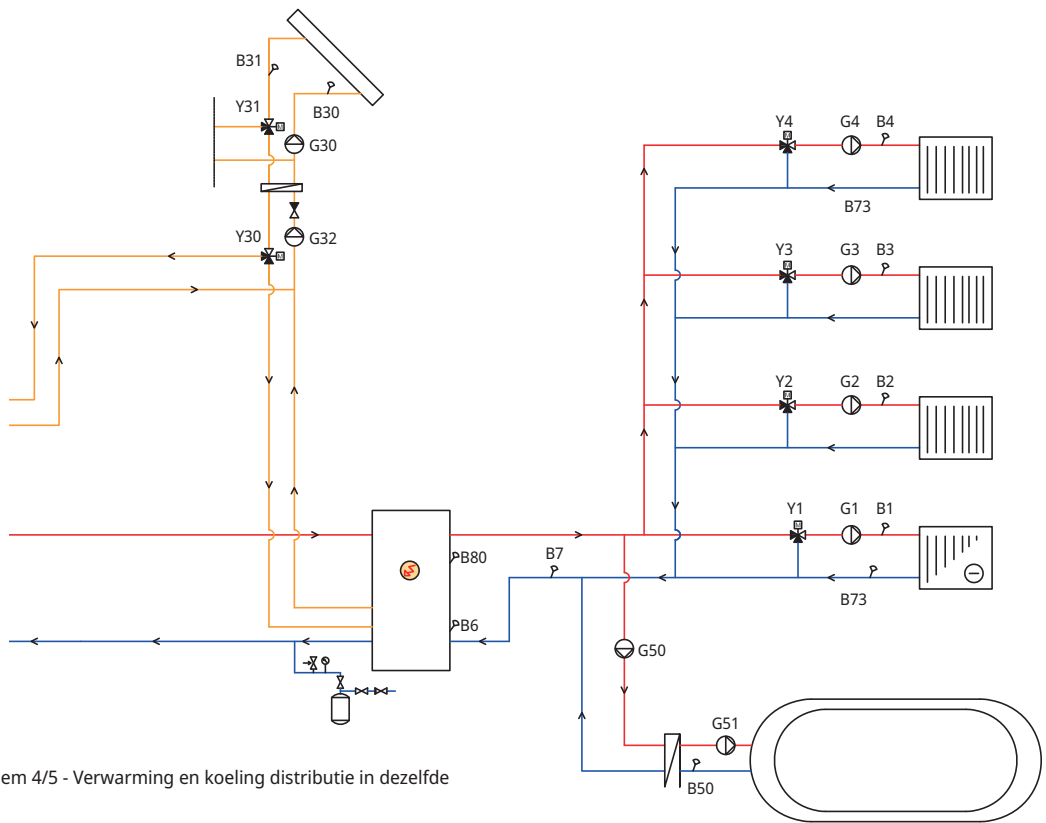 B31
B30
Y31
G30
Y30
G32
Y4 G4 B4
B73
Y3 G3 B3
Y2 G2 B2
Y1 G1 B1
B7
B80
B73
B6
G50
G51
B50
em 4/5 - Verwarming en koeling distributie in dezelfde